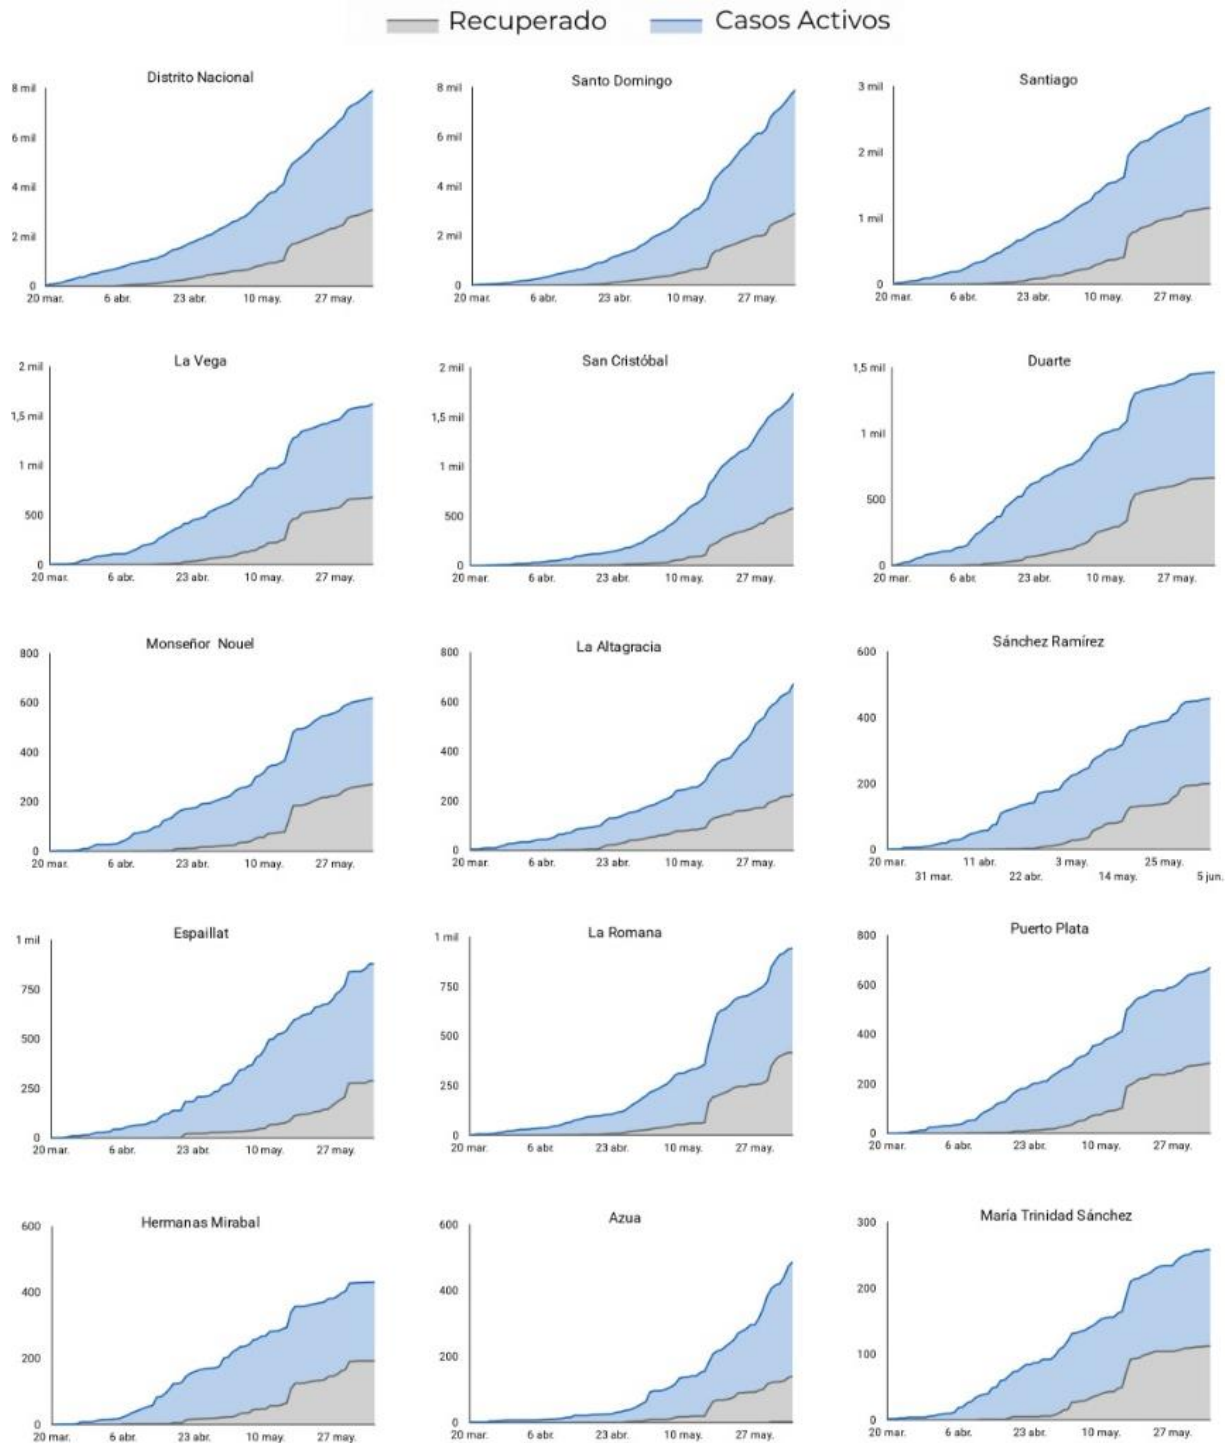 Recuperado Casos Activos
Distrito Nacional
8 mil
6 mil
4 mil
2 mil
0
20 mar. 6 abr. 23 abr. 10 may. 27 may.
Santo Domingo
8 mil
6 mil
4 mil
2 mil
0
20 mar. 6 abr. 23 abr. 10 may. 27 may.
Santiago
3 mil
2 mil
1 mil
0
20 mar. 6 abr. 23 abr. 10 may. 27 may.
La Vega
2 mil
1,5 mil
1 mil
500
0
20 mar. 6 abr. 23 abr. 10 may. 27 may.
San Cristóbal
2 mil
1,5 mil
1 mil
500
0
20 mar. 6 abr. 23 abr. 10 may. 27 may.
Duarte
1,5 mil
1 mil
500
0
20 mar. 6 abr. 23 abr. 10 may. 27 may.
Monseñor Nouel
800
600
400
200
0
20 mar. 6 abr. 23 abr. 10 may. 27 may.
La Altagracia
800
600
400
200
0
20 mar. 6 abr. 23 abr. 10 may. 27 may.
Sánchez Ramírez
600
400
200
0
20 mar. 11 abr. 3 may. 25 may.
31 mar. 22 abr. 14 may. 5 jun.
Espaillat
1 mil
750
500
250
0
20 mar. 6 abr. 23 abr. 10 may. 27 may.
La Romana
1 mil
750
500
250
0
20 mar. 6 abr. 23 abr. 10 may. 27 may.
Puerto Plata
800
600
400
200
0
20 mar. 6 abr. 23 abr. 10 may. 27 may.
Hermanas Mirabal
600
400
200
0
20 mar. 6 abr. 23 abr. 10 may. 27 may.
Azua
600
400
200
0
20 mar. 6 abr. 23 abr. 10 may. 27 may.
María Trinidad Sánchez
300
200
100
0
20 mar. 6 abr. 23 abr. 10 may. 27 may.